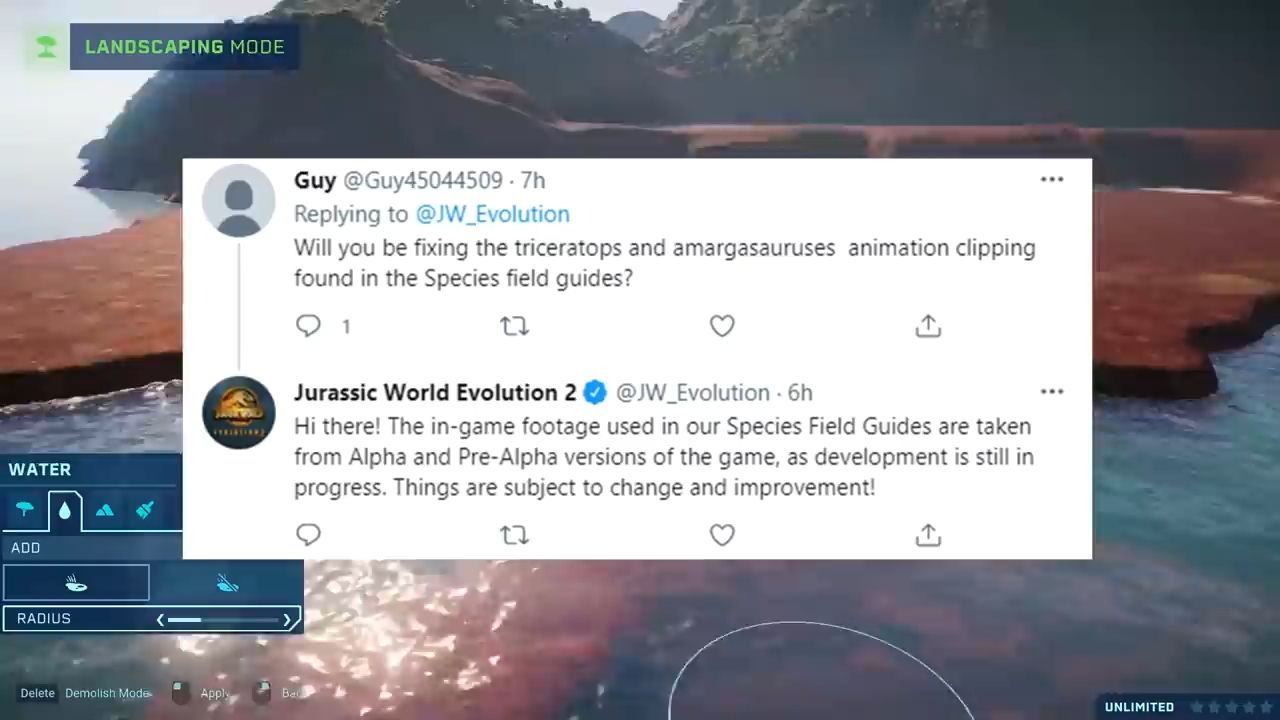 LANDSCAPING MODE
Guy @Guy45044509 · 7h
Replying to @JW_Evolution
Will you be fixing the triceratops and amargasauruses animation clipping
found in the Species field guides?
1
Jurassic World Evolution 2 @JW_Evolution · 6h
Hi there! The in-game footage used in our Species Field Guides are taken
from Alpha and Pre-Alpha versions of the game, as development is still in
progress. Things are subject to change and improvement!
WATER
ADD
RADIUS
Delete Demolish Mode Apply
UNLIMITED